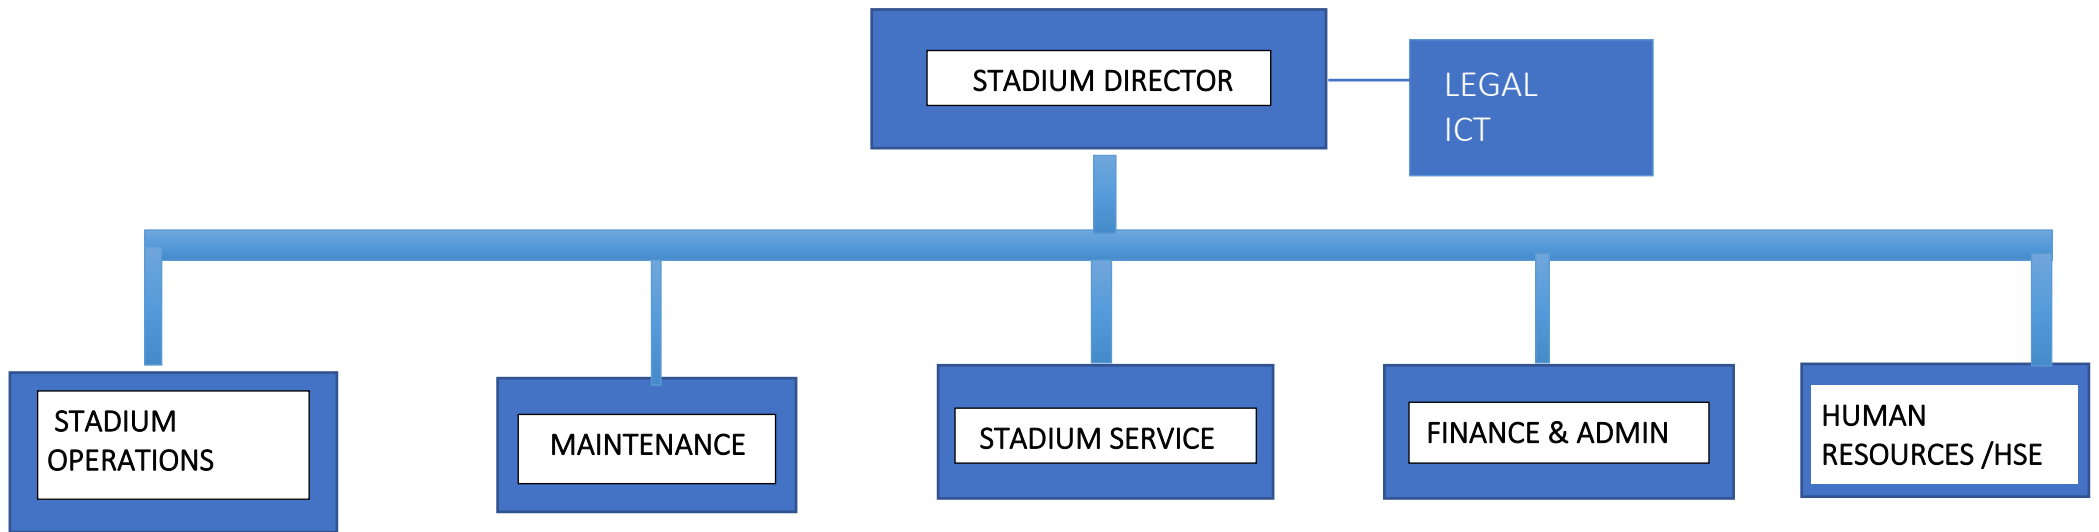 STADIUM DIRECTOR
LEGAL
ICT
STADIUM
OPERATIONS
MAINTENANCE
STADIUM SERVICE
FINANCE & ADMIN
HUMAN
RESOURCES /HSE